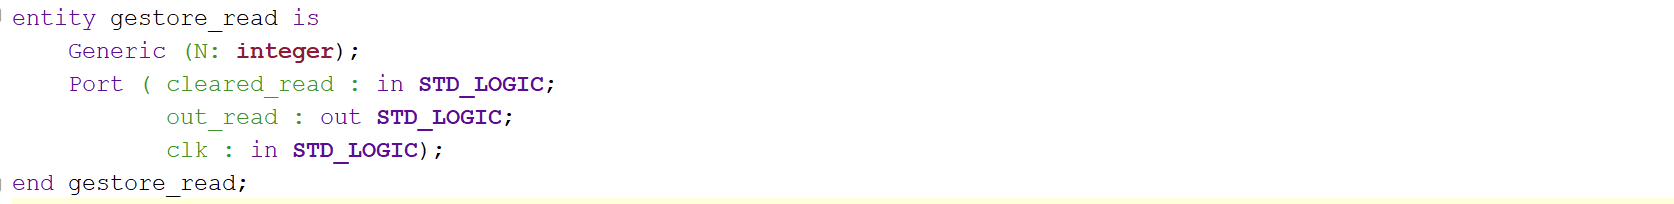 entity gestore_read is
Generic (N: integer);
Port ( cleared_read : in STD_LOGIC;
out_read : out STD_LOGIC;
clk : in STD_LOGIC);
end gestore_read;